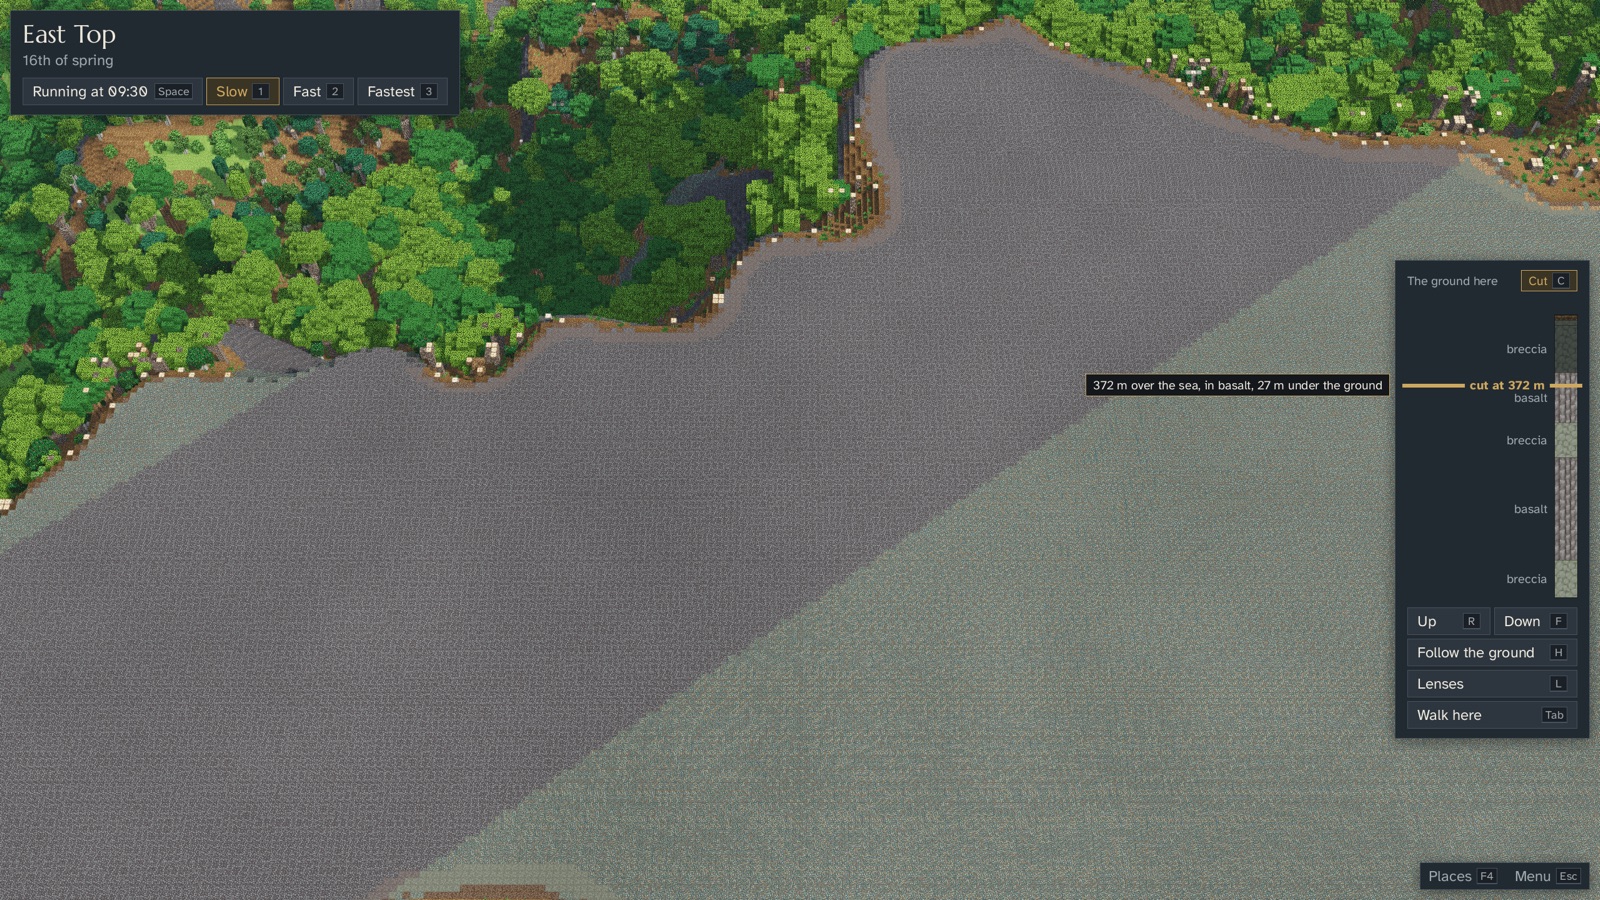 East Top
16th of spring
Running at 09:30 Space Slow 1 Fast 2 Fastest 3
The ground here Cut C
breccia
372 m over the sea, in basalt, 27 m under the ground
cut at 372 m
basalt
breccia
basalt
breccia
Up R Down F
Follow the ground H
Lenses L
Walk here Tab
Places F4 Menu Esc